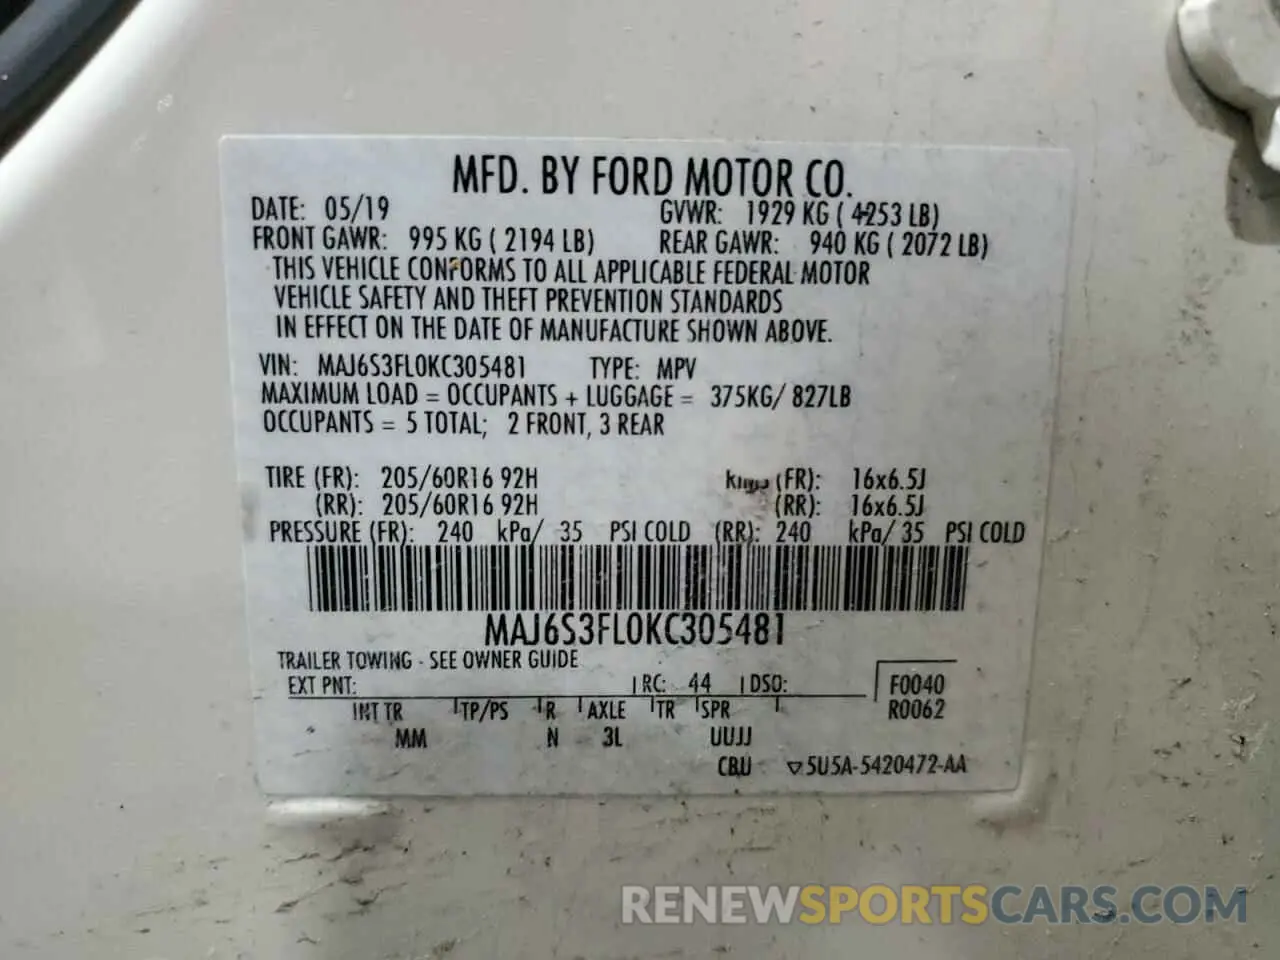 MFD. BY FORD MOTOR CO.
DATE: 05/19 GVWR: 1929 KG ( 4253 LB)
FRONT GAWR: 995 KG ( 2194 LB) REAR GAWR: 940 KG ( 2072 LB)
THIS VEHICLE CONFORMS TO ALL APPLICABLE FEDERAL MOTOR
VEHICLE SAFETY AND THEFT PREVENTION STANDARDS
IN EFFECT ON THE DATE OF MANUFACTURE SHOWN ABOVE.
VIN: MAJ6S3FL0KC305481 TYPE: MPV
MAXIMUM LOAD = OCCUPANTS + LUGGAGE = 375KG/ 827LB
OCCUPANTS = 5 TOTAL; 2 FRONT, 3 REAR
TIRE (FR): 205/60R16 92H (FR): 16x6.5J
(RR): 205/60R16 92H (RR): 16x6.5J
PRESSURE (FR): 240 kPa/ 35 PSI COLD (RR): 240 kPa/ 35 PSI COLD
MAJ6S3FL0KC305481
TRAILER TOWING - SEE OWNER GUIDE
EXT PNT: RC: 44 DSO: F0040
INT TR TP/PS R AXLE TR SPR R0062
MM N 3L UUJJ
CBU 5U5A-5420472-AA
RENEWSPORTSCARS.COM